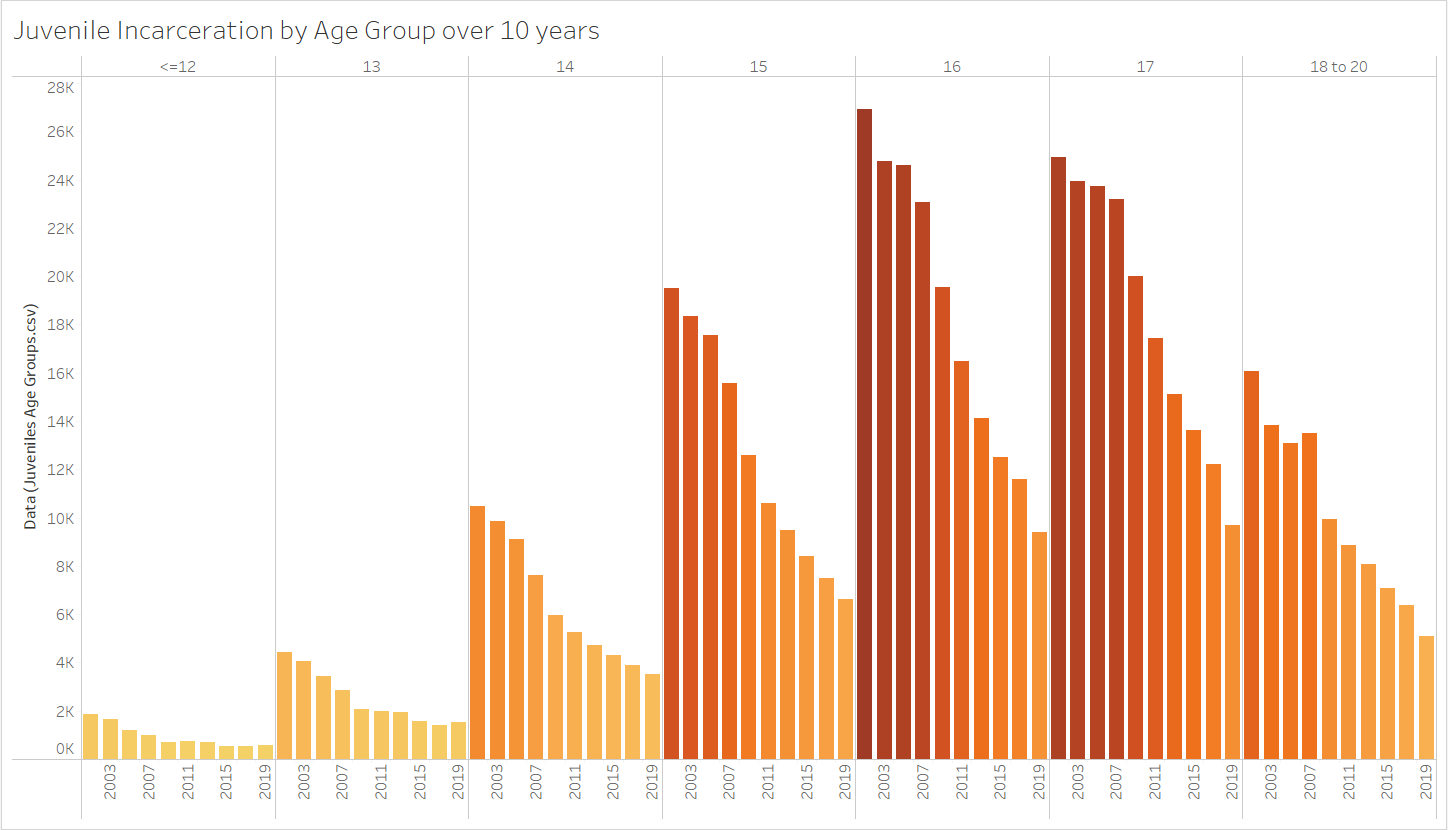 Juvenile Incarceration by Age Group over 10 years
<=12 13 14 15 16 17 18 to 20
28K
26K
24K
22K
20K
18K
16K
14K
12K
10K
8K
6K
4K
2K
0K
Data (Juveniles Age Groups.csv)
2003 2007 2011 2015 2019 2003 2007 2011 2015 2019 2003 2007 2011 2015 2019 2003 2007 2011 2015 2019 2003 2007 2011 2015 2019 2003 2007 2011 2015 2019 2003 2007 2011 2015 2019